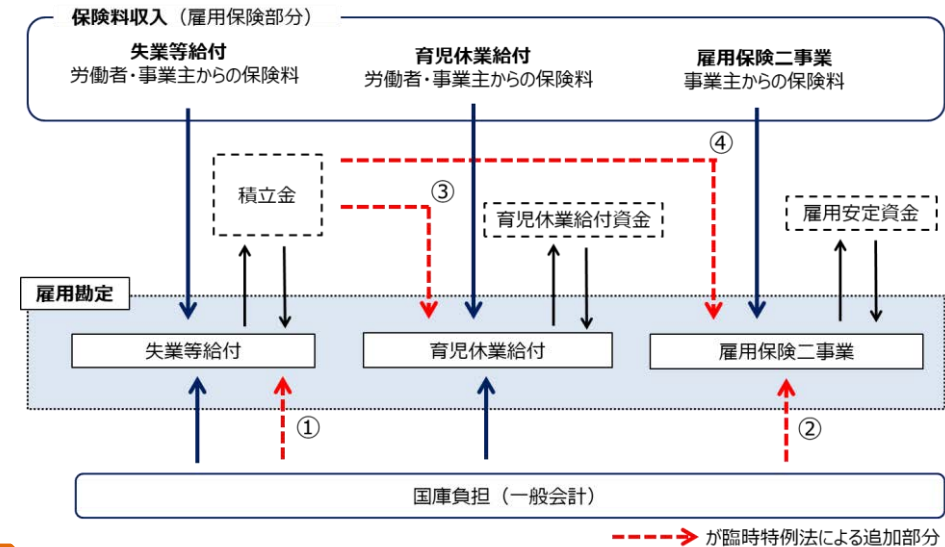 保険料収入（雇用保険部分）
失業等給付
労働者・事業主からの保険料
育児休業給付
労働者・事業主からの保険料
雇用保険二事業
事業主からの保険料
④
③
積立金
育児休業給付資金
雇用安定資金
雇用勘定
失業等給付
育児休業給付
雇用保険二事業
①
②
国庫負担（一般会計）
が臨時特例法による追加部分